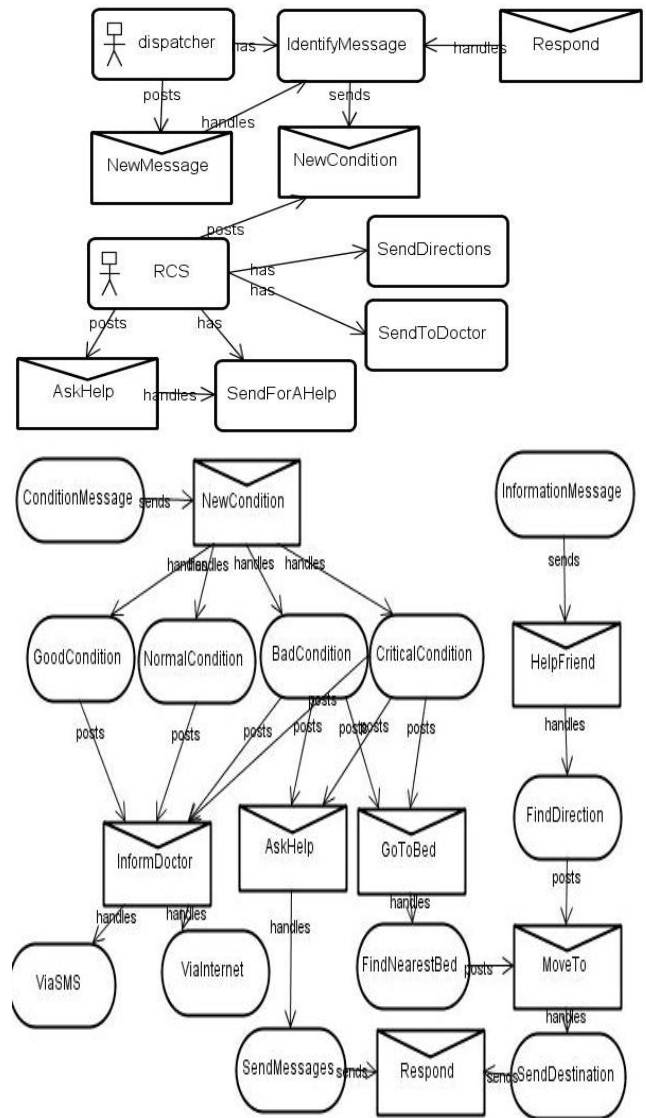 dispatcher
has
IdentifyMessage
handles
Respond
posts
handles
sends
NewMessage
NewCondition
posts
RCS
has
has
SendDirections
SendToDoctor
posts
has
AskHelp
handles
SendForAHelp
ConditionMessage
sends
NewCondition
InformationMessage
sends
handles
handles
handles
handles
GoodCondition
NormalCondition
BadCondition
CriticalCondition
HelpFriend
posts
posts
posts
posts
posts
posts
posts
handles
FindDirection
posts
InformDoctor
AskHelp
GoToBed
handles
handles
handles
handles
ViaSMS
ViaInternet
FindNearestBed
posts
MoveTo
handles
SendMessages
sends
Respond
sends
SendDestination